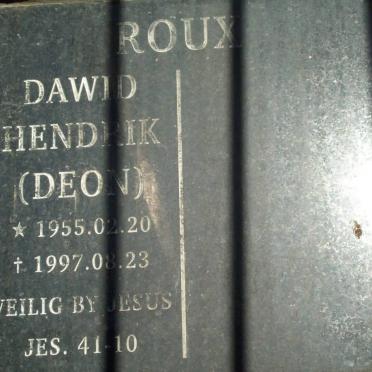 ROUX
DAWID
HENDRIK
(DEON)
★ 1955.02.20
† 1997.08.23
VEILIG BY JESUS
JES. 41-10